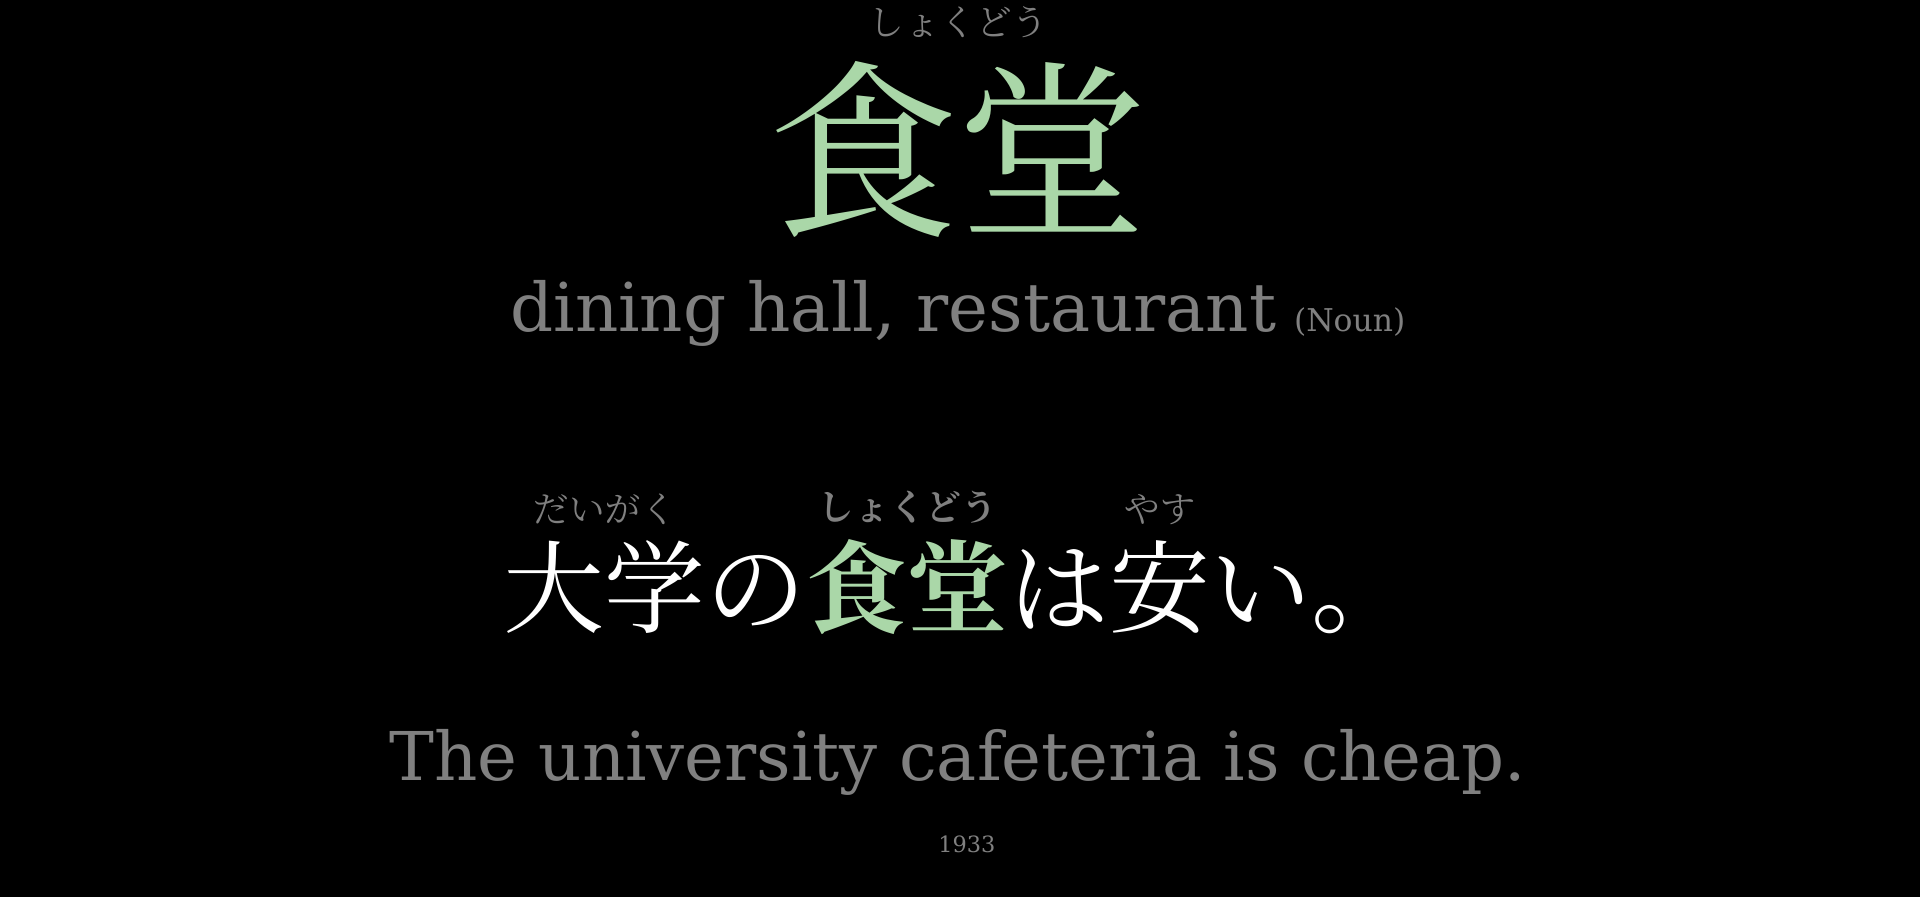 しょくどう
食堂
dining hall, restaurant (Noun)
だいがく しょくどう やす
大学の食堂は安い。
The university cafeteria is cheap.
1933